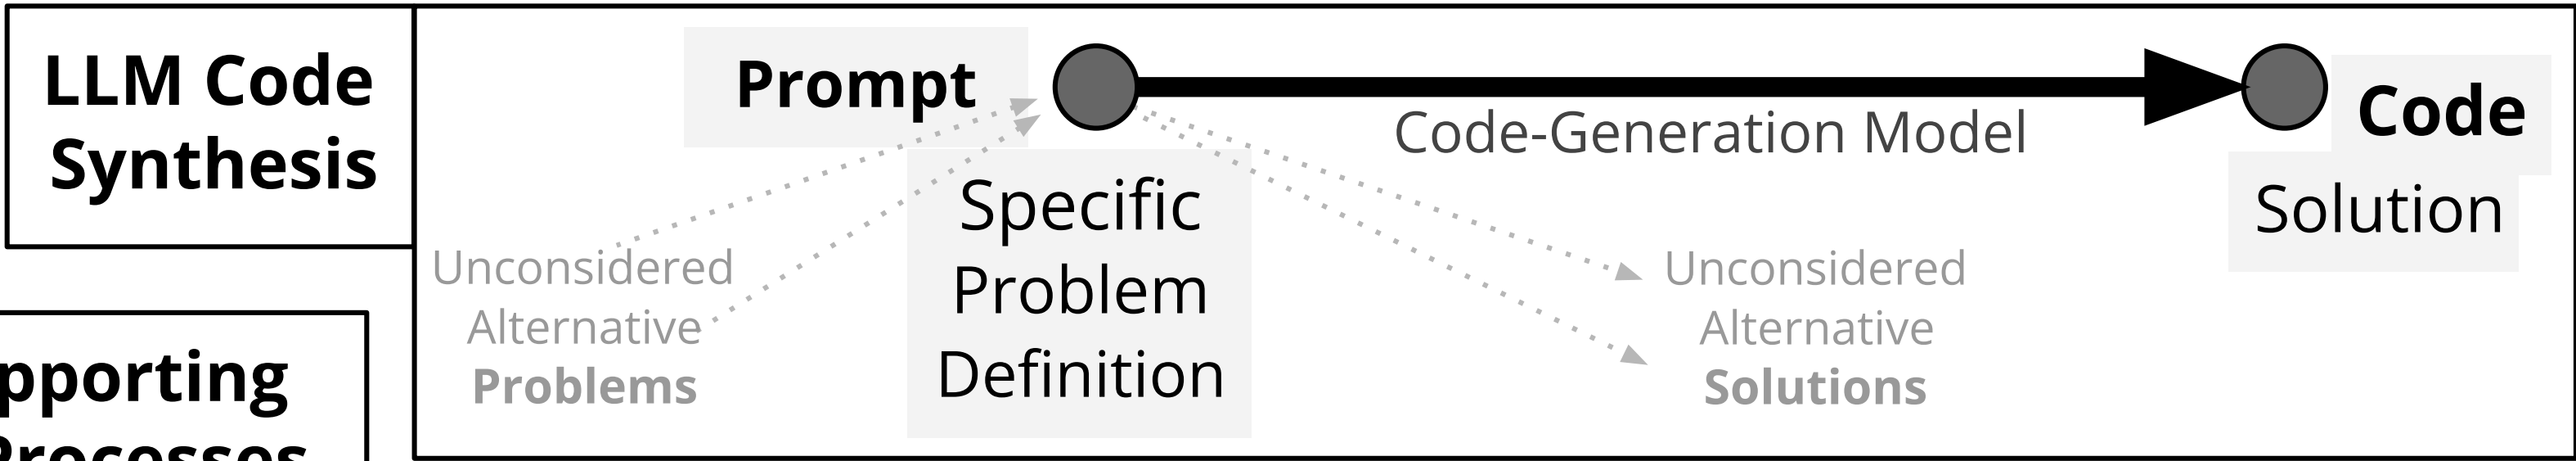 LLM Code
Synthesis
Prompt
Code-Generation Model
Code
Specific
Problem
Definition
Solution
Unconsidered
Alternative
Problems
Unconsidered
Alternative
Solutions
pporting
Processes